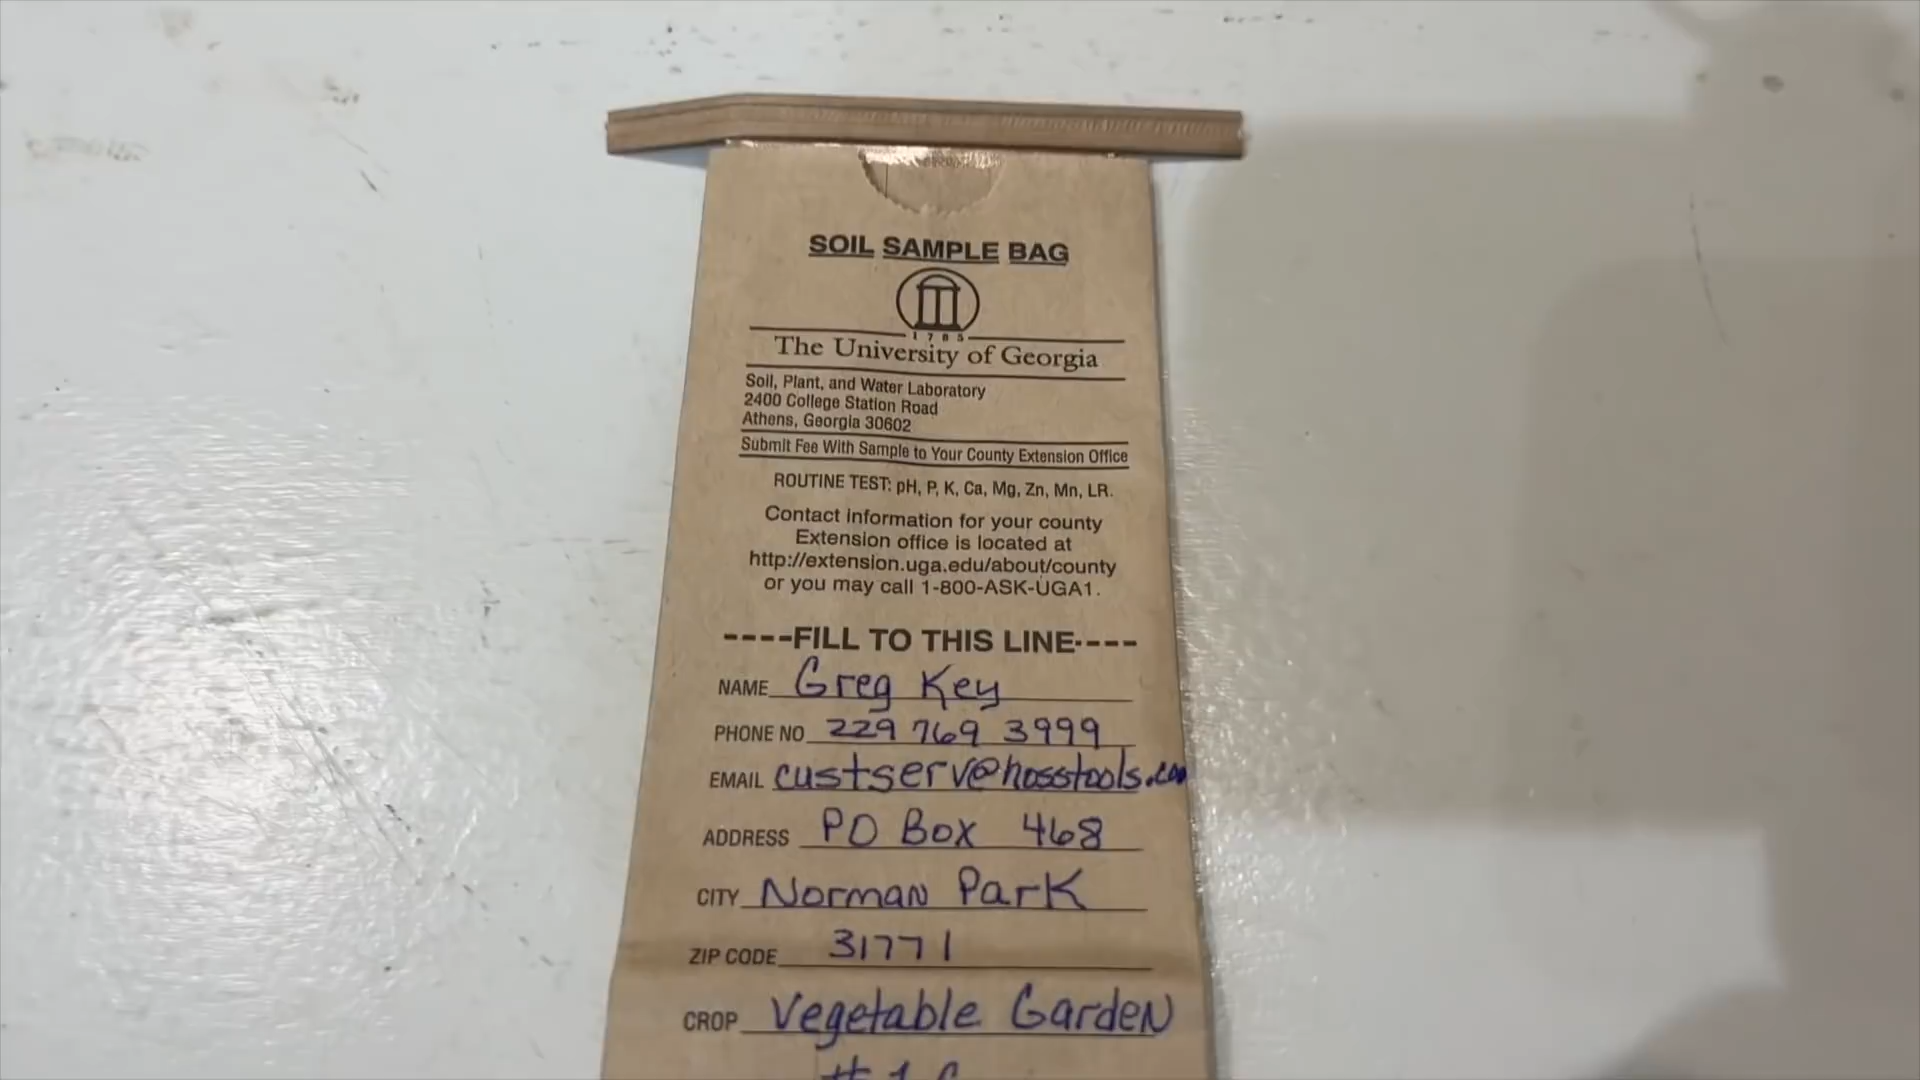 SOIL SAMPLE BAG
1785
The University of Georgia
Soil, Plant, and Water Laboratory
2400 College Station Road
Athens, Georgia 30602
Submit Fee With Sample to Your County Extension Office
ROUTINE TEST: pH, P, K, Ca, Mg, Zn, Mn, LR.
Contact information for your county
Extension office is located at
http://extension.uga.edu/about/county
or you may call 1-800-ASK-UGA1.
----FILL TO THIS LINE----
NAME Greg Key
PHONE NO 229 769 3999
EMAIL custserv@hosstools.com
ADDRESS PO Box 468
CITY Norman Park
ZIP CODE 31771
CROP Vegetable Garden